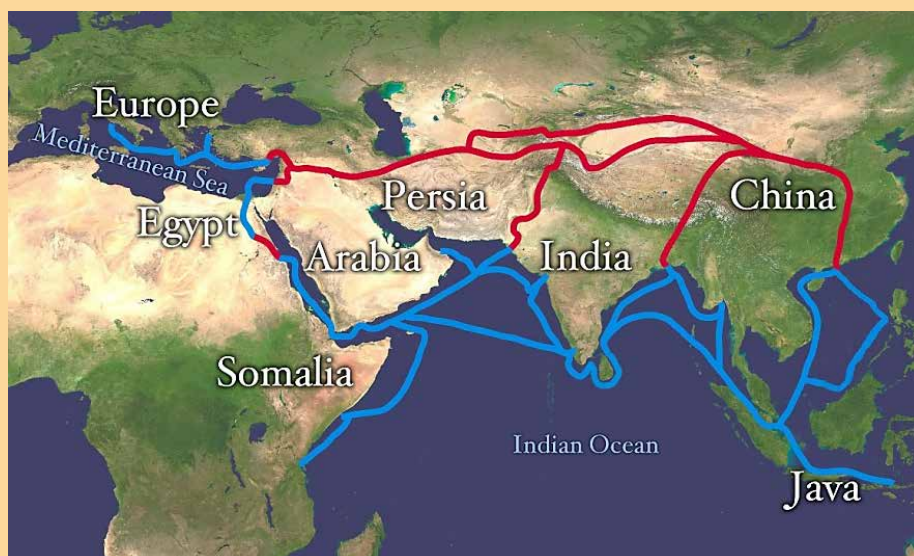 Europe
Mediterranean Sea
Egypt
Persia
China
Arabia
India
Somalia
Indian Ocean
Java